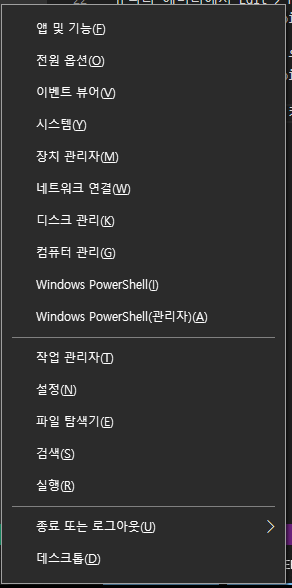 앱 및 기능(F)
전원 옵션(O)
이벤트 뷰어(V)
시스템(Y)
장치 관리자(M)
네트워크 연결(W)
디스크 관리(K)
컴퓨터 관리(G)
Windows PowerShell(I)
Windows PowerShell(관리자)(A)
작업 관리자(T)
설정(N)
파일 탐색기(E)
검색(S)
실행(R)
종료 또는 로그아웃(U)
데스크톱(D)